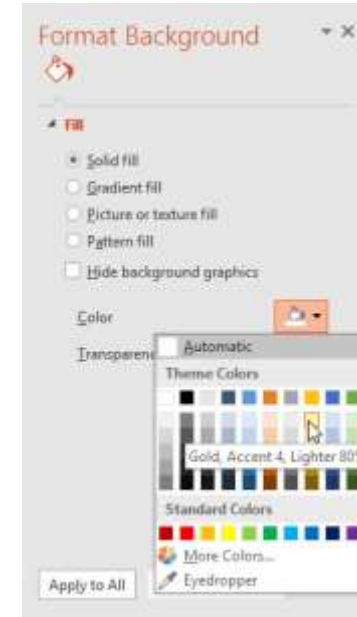 Format Background
Fill
Solid fill
Gradient fill
Picture or texture fill
Pattern fill
Hide background graphics
Color
Automatic
Transparen
Theme Colors
Gold, Accent 4, Lighter 80%
Standard Colors
More Colors...
Eyedropper
Apply to All